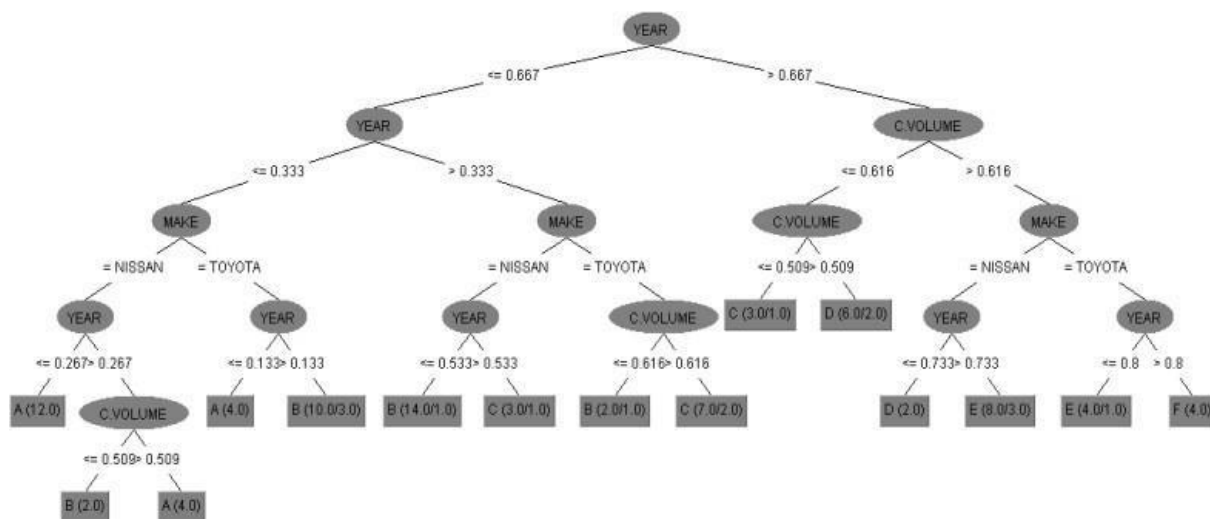 YEAR
<= 0.667 > 0.667
YEAR C.VOLUME
<= 0.333 > 0.333 <= 0.616 > 0.616
MAKE MAKE C.VOLUME MAKE
= NISSAN = TOYOTA = NISSAN = TOYOTA <= 0.509 > 0.509 = NISSAN = TOYOTA
YEAR YEAR YEAR C.VOLUME C (3.0/1.0) D (6.0/2.0) YEAR YEAR
<= 0.267 > 0.267 <= 0.133 > 0.133 <= 0.533 > 0.533 <= 0.616 > 0.616 <= 0.733 > 0.733 <= 0.8 > 0.8
A (12.0) C.VOLUME A (4.0) B (10.0/3.0) B (14.0/1.0) C (3.0/1.0) B (2.0/1.0) C (7.0/2.0) D (2.0) E (8.0/3.0) E (4.0/1.0) F (4.0)
<= 0.509 > 0.509
B (2.0) A (4.0)